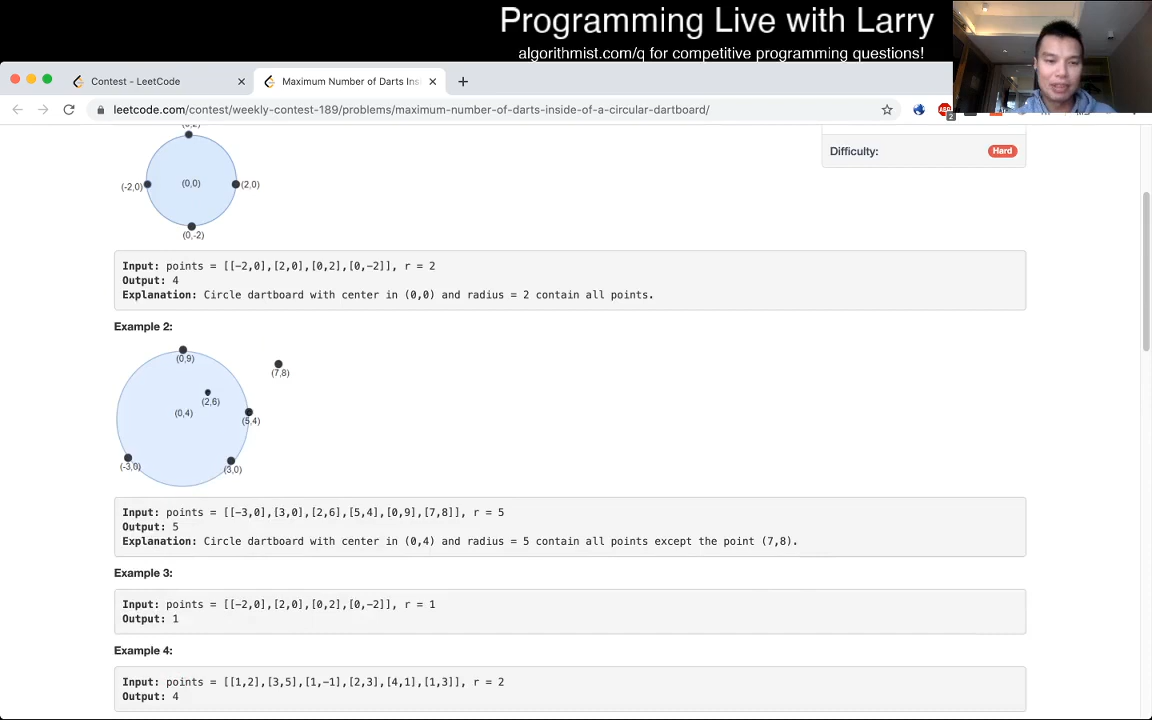 Programming Live with Larry
algorithmist.com/q for competitive programming questions!
Contest - LeetCode
Maximum Number of Darts Ins
leetcode.com/contest/weekly-contest-189/problems/maximum-number-of-darts-inside-of-a-circular-dartboard/
Difficulty:
Hard
(0,2)
(-2,0)
(0,0)
(2,0)
(0,-2)
Input: points = [[-2,0],[2,0],[0,2],[0,-2]], r = 2
Output: 4
Explanation: Circle dartboard with center in (0,0) and radius = 2 contain all points.
Example 2:
(0,9)
(7,8)
(2,6)
(0,4)
(5,4)
(-3,0)
(3,0)
Input: points = [[-3,0],[3,0],[2,6],[5,4],[0,9],[7,8]], r = 5
Output: 5
Explanation: Circle dartboard with center in (0,4) and radius = 5 contain all points except the point (7,8).
Example 3:
Input: points = [[-2,0],[2,0],[0,2],[0,-2]], r = 1
Output: 1
Example 4:
Input: points = [[1,2],[3,5],[1,-1],[2,3],[4,1],[1,3]], r = 2
Output: 4